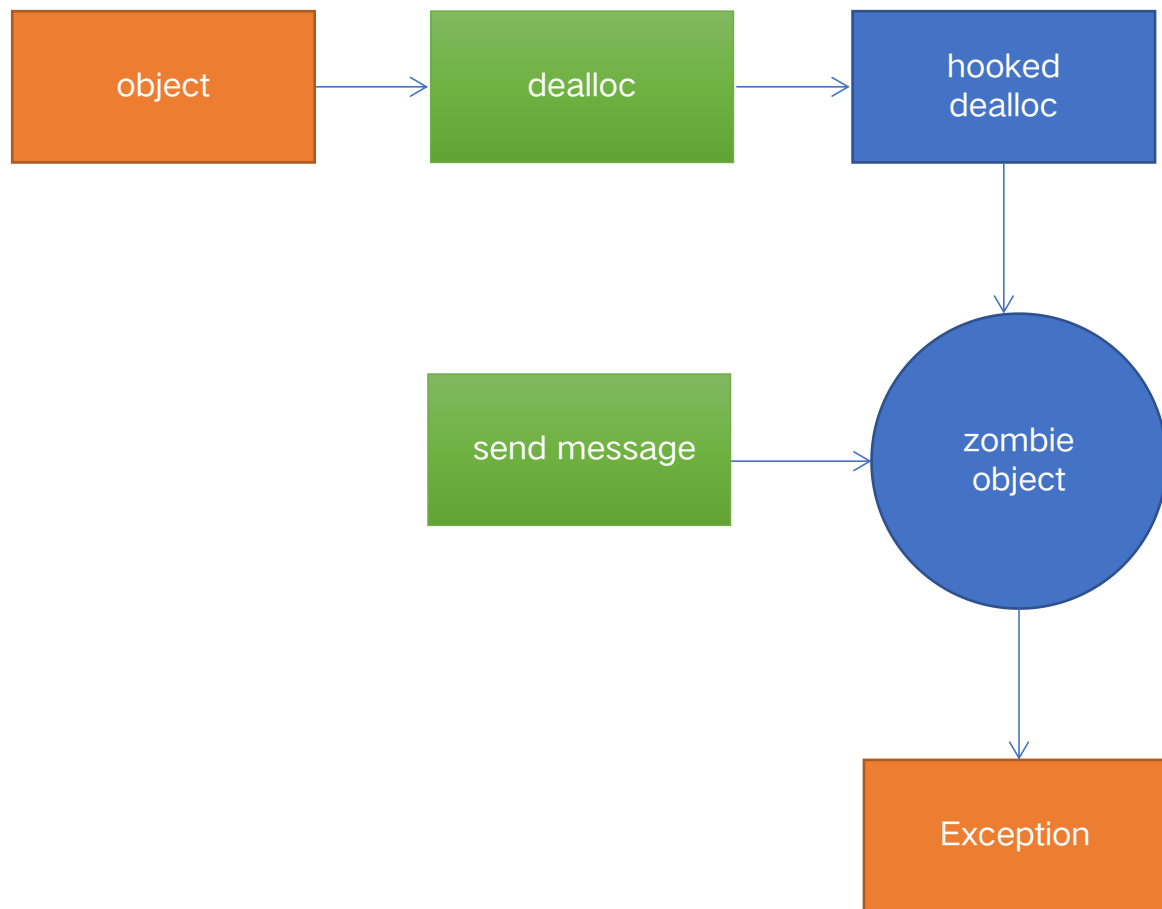 object
dealloc
hooked
dealloc
send message
zombie
object
Exception